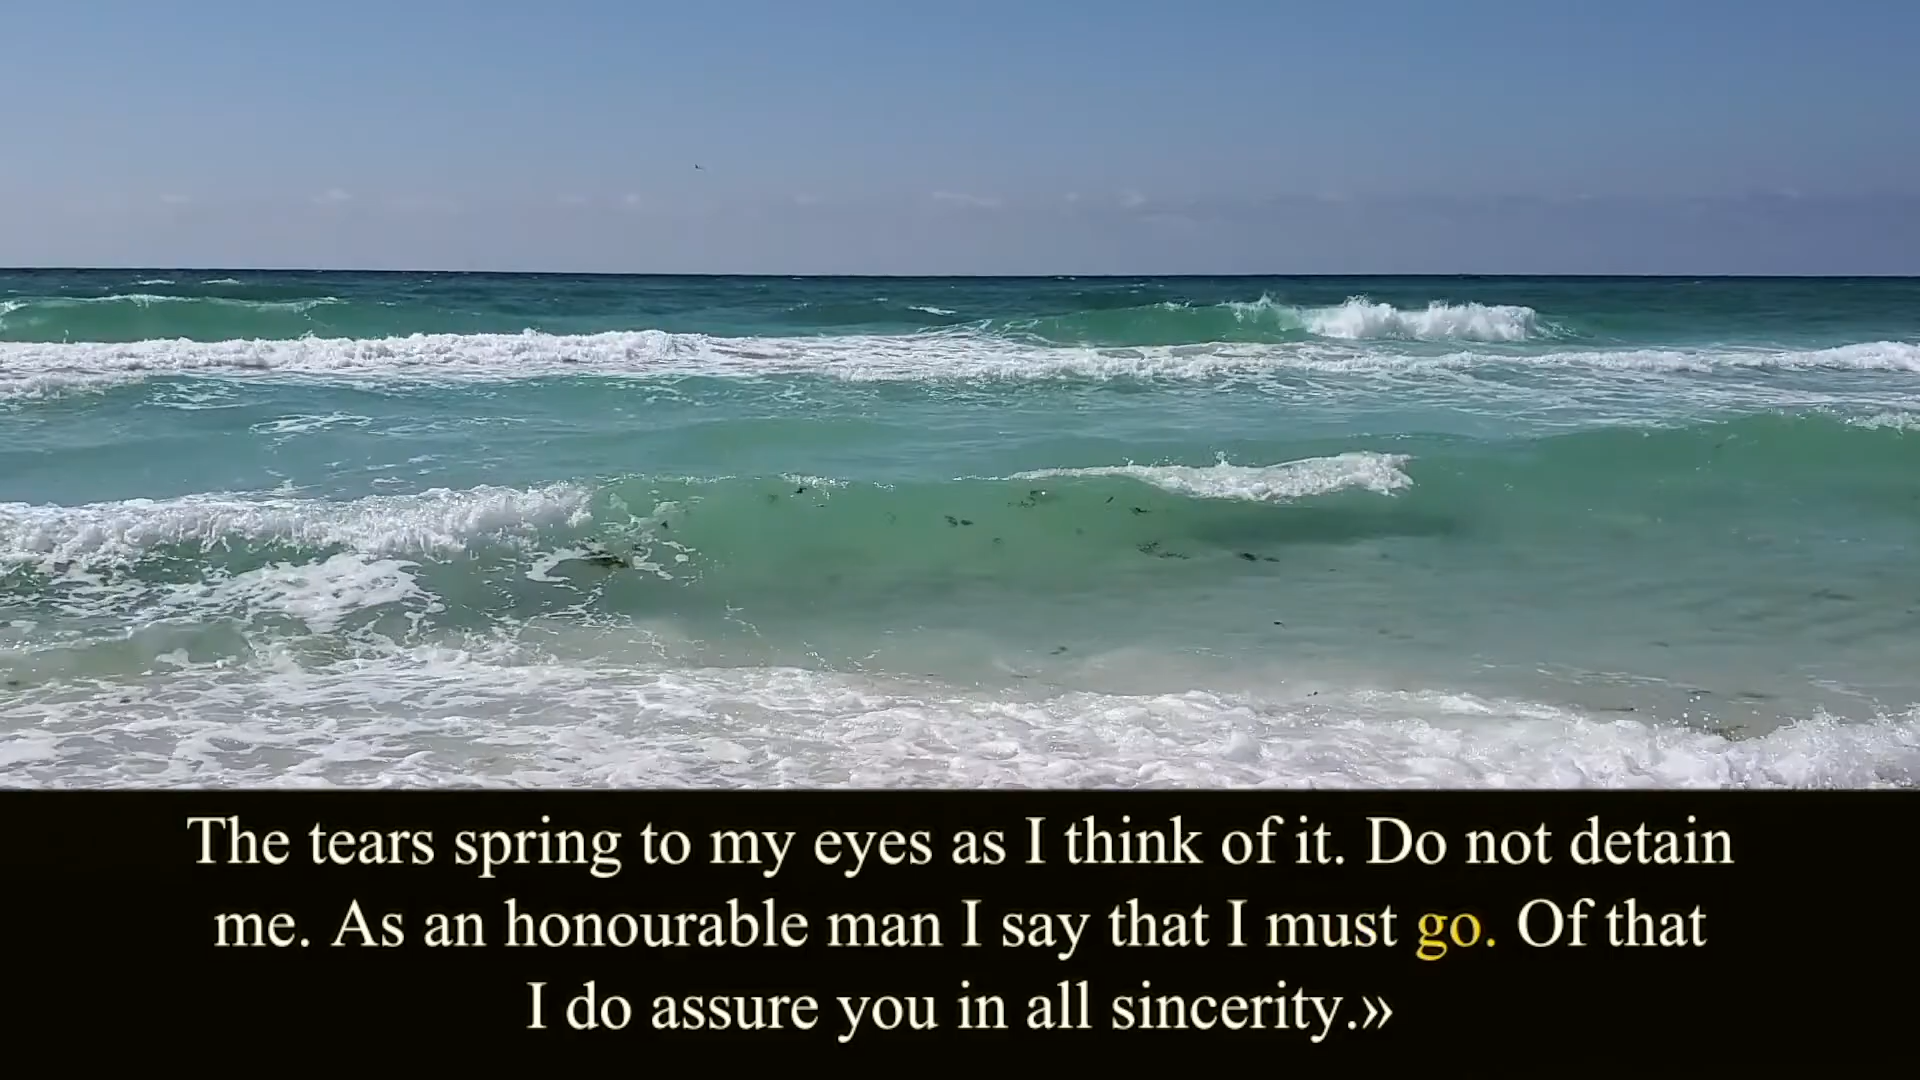 The tears spring to my eyes as I think of it. Do not detain
me. As an honourable man I say that I must go. Of that
I do assure you in all sincerity.»